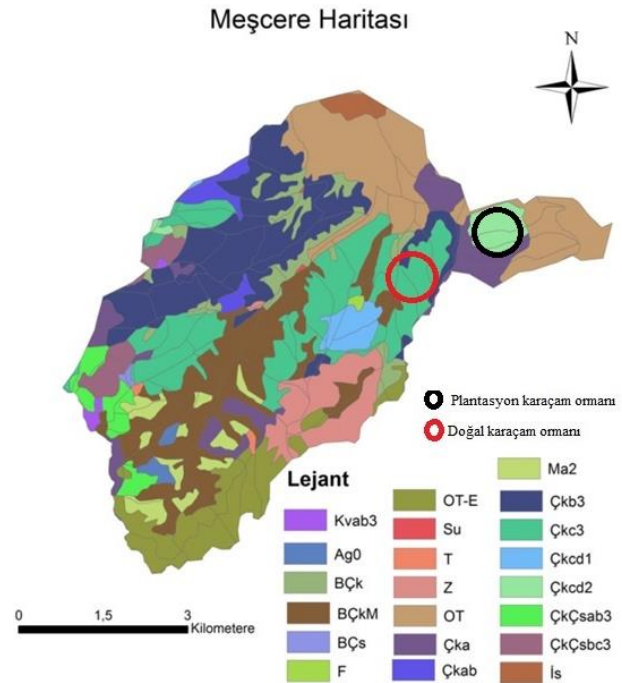 Meşcere Haritası
N
Plantasyon karaçam ormanı
Doğal karaçam ormanı
Lejant
Kvab3
Ag0
BÇk
BÇkM
BÇs
F
OT-E
Su
T
Z
OT
Çka
Çkab
Ma2
Çkb3
Çkc3
Çkcd1
Çkcd2
ÇkÇsab3
ÇkÇsbc3
İs
0 1,5 3
Kilometere